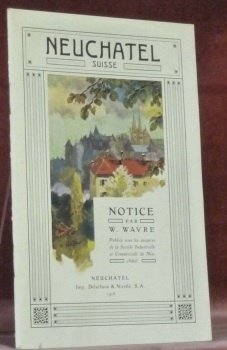 NEUCHATEL
SUISSE
NOTICE
PAR
W. WAVRE
Publiée sous les auspices
de la Société Industrielle
et Commerciale de Neu-
châtel
NEUCHATEL
Imp. Delachaux & Niestlé S. A.